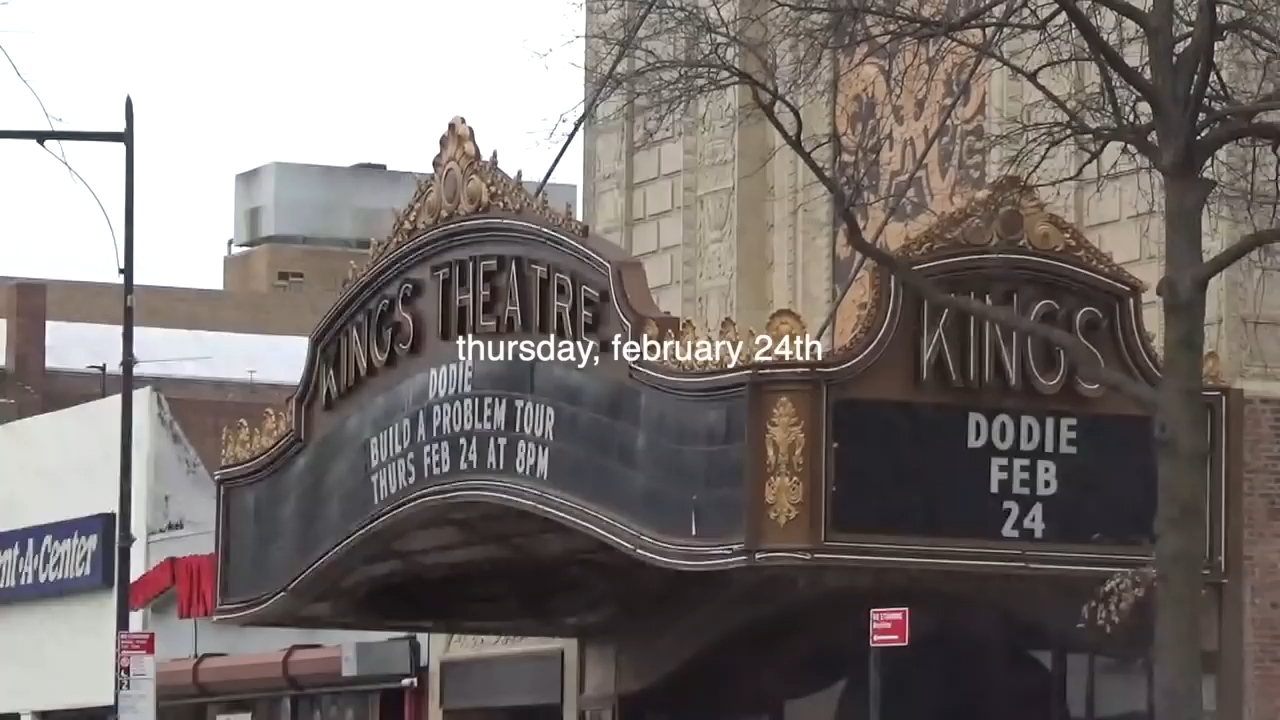 KINGS THEATRE
thursday, february 24th
DODIE
BUILD A PROBLEM TOUR
THURS FEB 24 AT 8PM
KINGS
DODIE
FEB
24
nt•A•Center